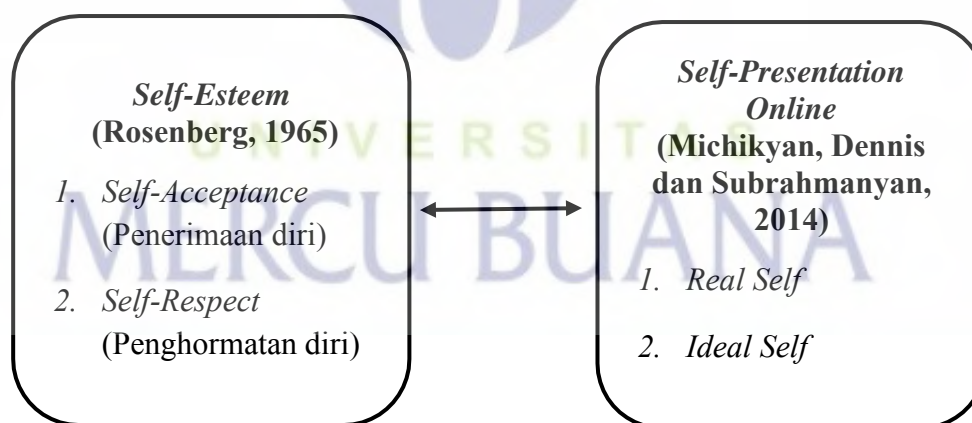 Self-Esteem
(Rosenberg, 1965)
1. Self-Acceptance
(Penerimaan diri)
2. Self-Respect
(Penghormatan diri)
Self-Presentation
Online
(Michikyan, Dennis
dan Subrahmanyan,
2014)
1. Real Self
2. Ideal Self
UNIVERSITAS
MERCU BUANA